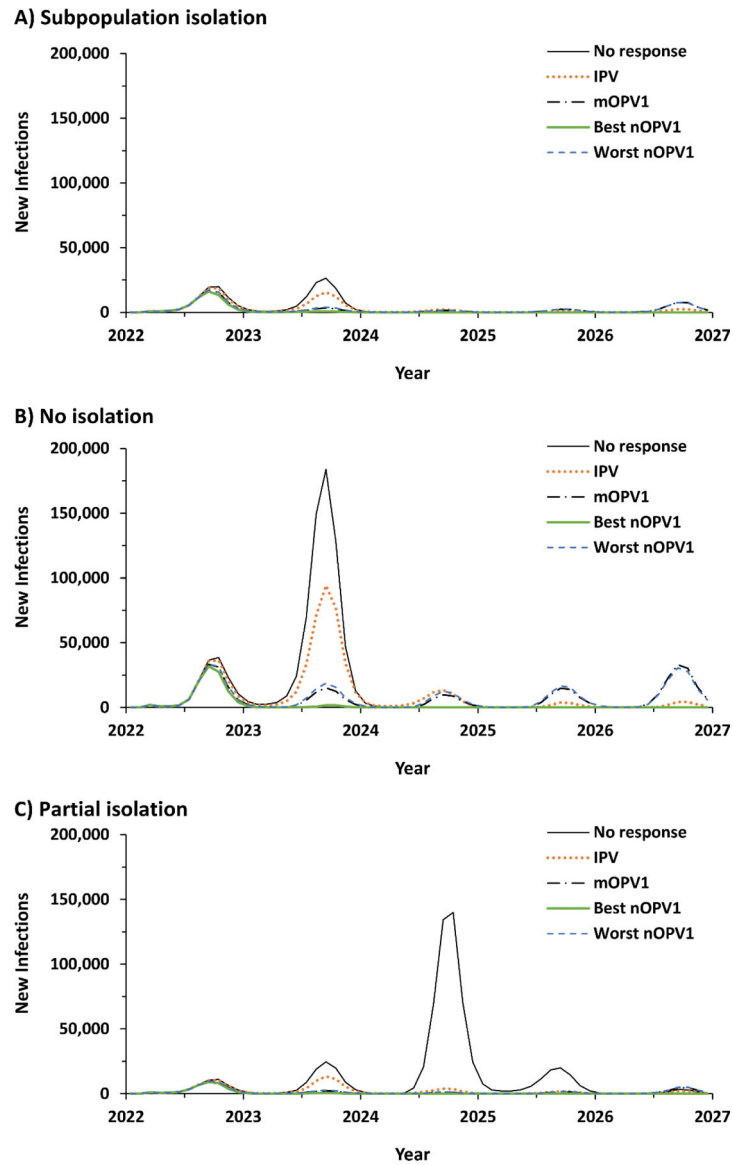 A) Subpopulation isolation
200,000
150,000
100,000
50,000
0
New Infections
No response
IPV
mOPV1
Best nOPV1
Worst nOPV1
2022 2023 2024 2025 2026 2027
Year
B) No isolation
200,000
150,000
100,000
50,000
0
New Infections
No response
IPV
mOPV1
Best nOPV1
Worst nOPV1
2022 2023 2024 2025 2026 2027
Year
C) Partial isolation
200,000
150,000
100,000
50,000
0
New Infections
No response
IPV
mOPV1
Best nOPV1
Worst nOPV1
2022 2023 2024 2025 2026 2027
Year